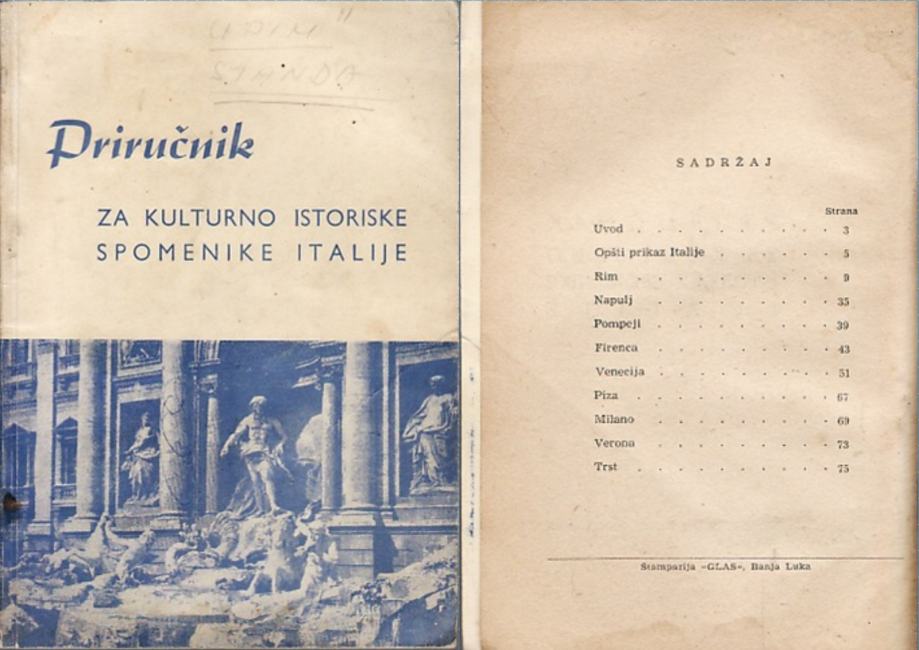 Priručnik
ZA KULTURNO ISTORISKE
SPOMENIKE ITALIJE
SADRŽAJ
Strana
Uvod . . . . . . . . . . 3
Opšti prikaz Italije . . . . . . 5
Rim . . . . . . . . . . 9
Napulj . . . . . . . . . 35
Pompeji . . . . . . . . . 39
Firenca . . . . . . . . . 43
Venecija . . . . . . . . . 51
Piza . . . . . . . . . . 67
Milano . . . . . . . . . 69
Verona . . . . . . . . . 73
Trst . . . . . . . . . . 75
Štamparija »GLAS«, Banja Luka